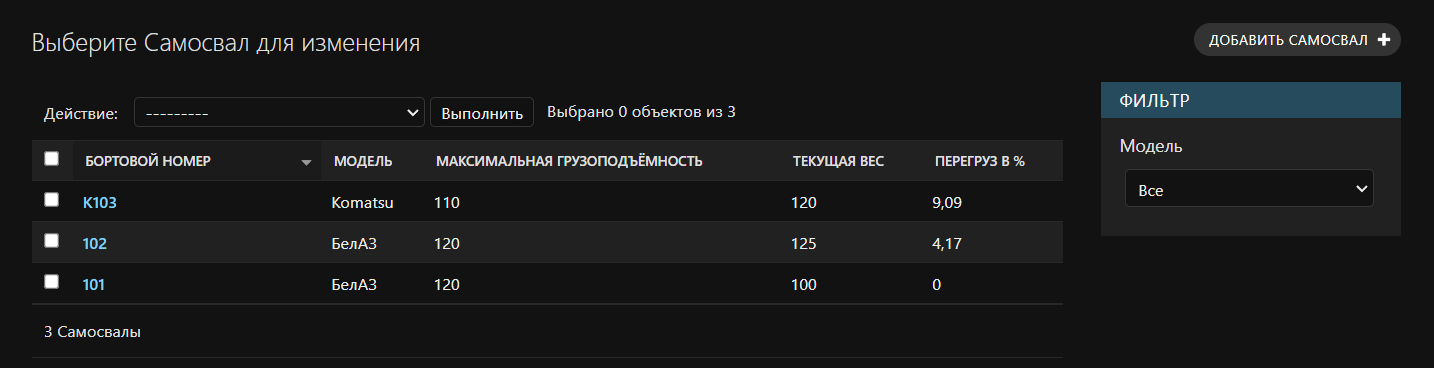 Выберите Самосвал для изменения
ДОБАВИТЬ САМОСВАЛ
Действие: --------- Выполнить Выбрано 0 объектов из 3
БОРТОВОЙ НОМЕР МОДЕЛЬ МАКСИМАЛЬНАЯ ГРУЗОПОДЪЁМНОСТЬ ТЕКУЩАЯ ВЕС ПЕРЕГРУЗ В %
K103 Komatsu 110 120 9,09
102 БелАЗ 120 125 4,17
101 БелАЗ 120 100 0
3 Самосвалы
ФИЛЬТР
Модель
Все